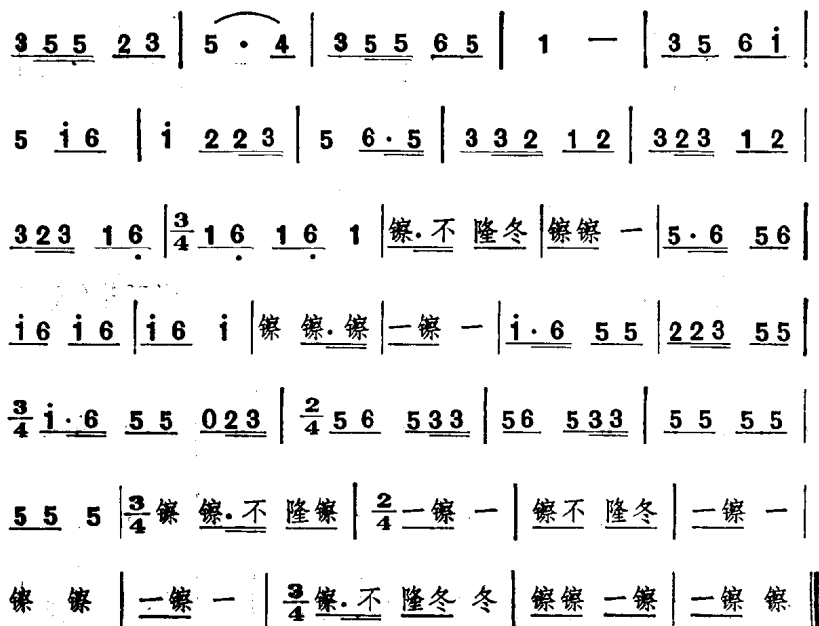 3 5 5 2 3 | 5 · 4 | 3 5 5 6 5 | 1 — | 3 5 6 i̇ |
5 i̇ 6 | i̇ 2 2 3 | 5 6 · 5 | 3 3 2 1 2 | 3 2 3 1 2 |
3 2 3 1 6̣ | 3/4 1 6̣ 1 6̣ 1 | 镲 · 不 隆冬 | 镲镲 一 | 5 · 6 5 6 |
i̇ 6 i̇ 6 | i̇ 6 i̇ | 镲 镲 · 镲 | 一镲 一 | i̇ · 6 5 5 | 2 2 3 5 5 |
3/4 i̇ · 6 5 5 0 2 3 | 2/4 5 6 5 3 3 | 5 6 5 3 3 | 5 5 5 5 |
5 5 5 | 3/4 镲 镲 · 不 隆镲 | 2/4 一镲 一 | 镲不 隆冬 | 一镲 一 |
镲 镲 | 一镲 一 | 3/4 镲 · 不 隆冬 冬 | 镲镲 一镲 | 一镲 镲 ‖